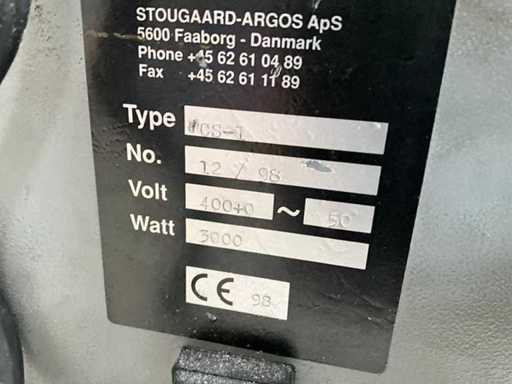 STOUGAARD-ARGOS ApS
5600 Faaborg - Danmark
Phone +45 62 61 04 89
Fax +45 62 61 11 89
Type
No. 12 / 98
Volt 400+0 ~ 50
Watt 3000
CE 98